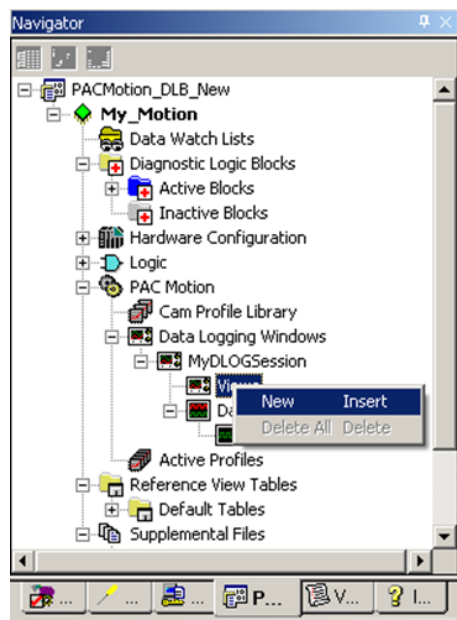 Navigator
PACMotion_DLB_New
My_Motion
Data Watch Lists
Diagnostic Logic Blocks
Active Blocks
Inactive Blocks
Hardware Configuration
Logic
PAC Motion
Cam Profile Library
Data Logging Windows
MyDLOGSession
Views
New Insert
Da
Delete All Delete
Active Profiles
Reference View Tables
Default Tables
Supplemental Files
... ... ... P... V... I...